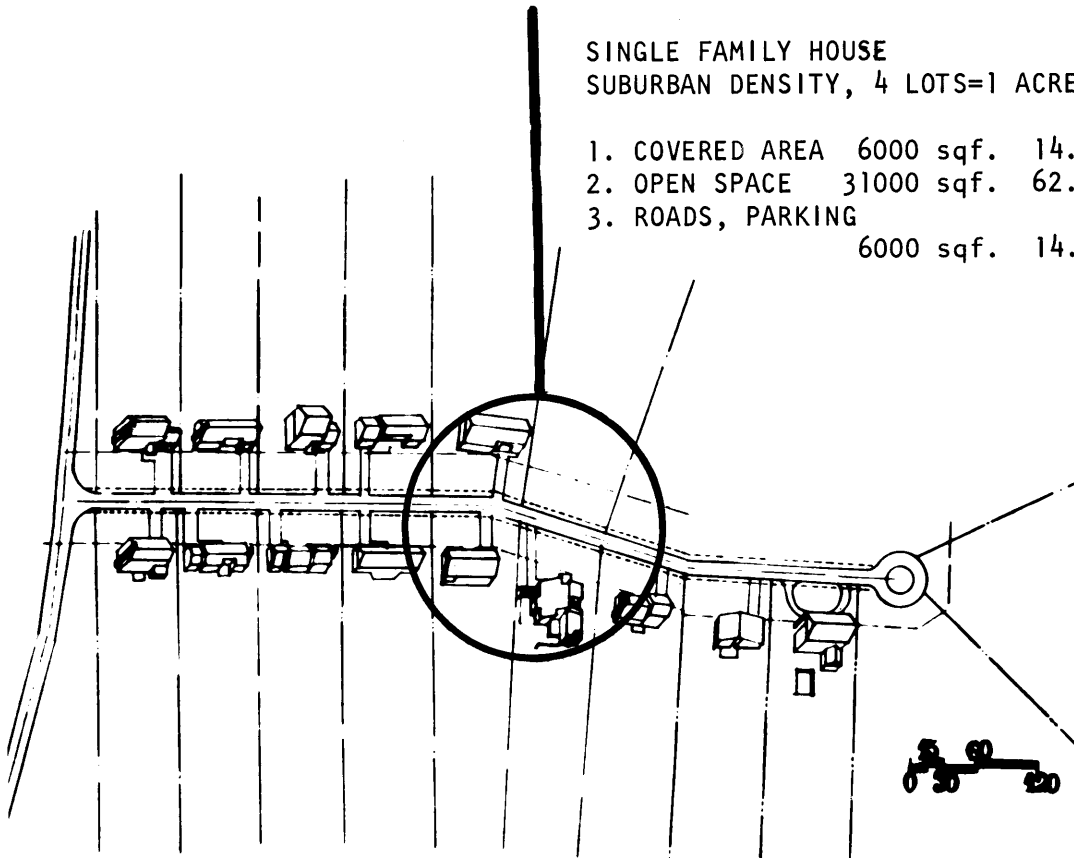 SINGLE FAMILY HOUSE
SUBURBAN DENSITY, 4 LOTS=1 ACRE
1. COVERED AREA 6000 sqf. 14.
2. OPEN SPACE 31000 sqf. 62.
3. ROADS, PARKING
6000 sqf. 14.
15 60
0 30 120